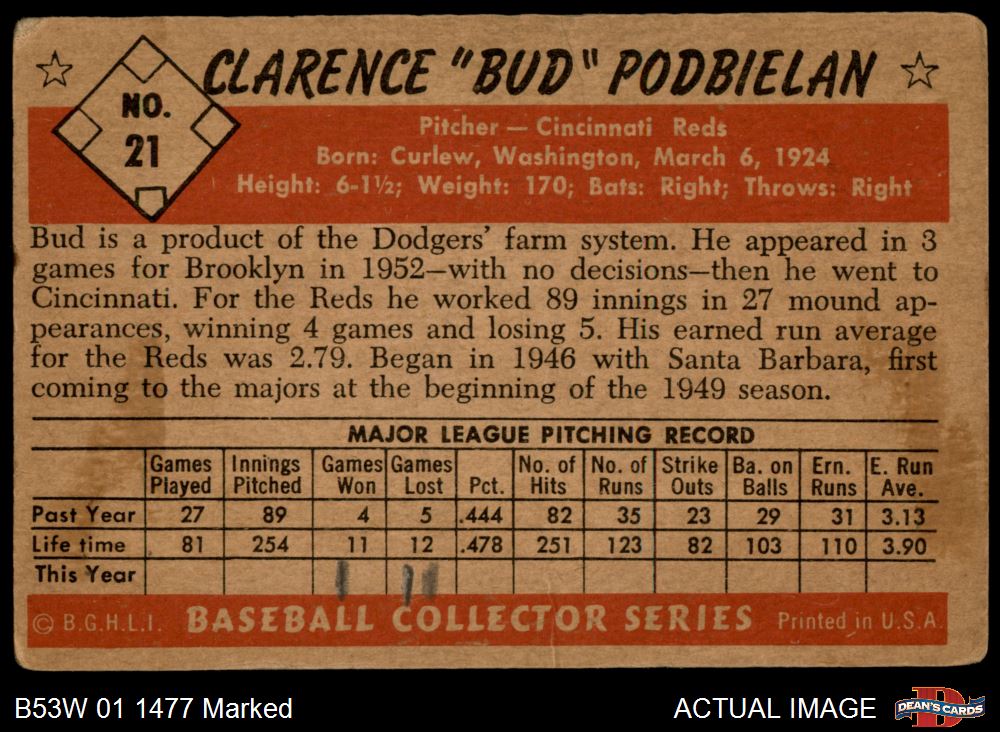 CLARENCE "BUD" PODBIELAN
NO.
21
Pitcher — Cincinnati Reds
Born: Curlew, Washington, March 6, 1924
Height: 6-1½; Weight: 170; Bats: Right; Throws: Right
Bud is a product of the Dodgers' farm system. He appeared in 3
games for Brooklyn in 1952—with no decisions—then he went to
Cincinnati. For the Reds he worked 89 innings in 27 mound ap-
pearances, winning 4 games and losing 5. His earned run average
for the Reds was 2.79. Began in 1946 with Santa Barbara, first
coming to the majors at the beginning of the 1949 season.
MAJOR LEAGUE PITCHING RECORD
Games Played Innings Pitched Games Won Games Lost Pct. No. of Hits No. of Runs Strike Outs Ba. on Balls Ern. Runs E. Run Ave.
Past Year 27 89 4 5 .444 82 35 23 29 31 3.13
Life time 81 254 11 12 .478 251 123 82 103 110 3.90
This Year 1 11
© B.G.H.L.I. BASEBALL COLLECTOR SERIES Printed in U.S.A.
B53W 01 1477 Marked ACTUAL IMAGE DEAN'S CARDS